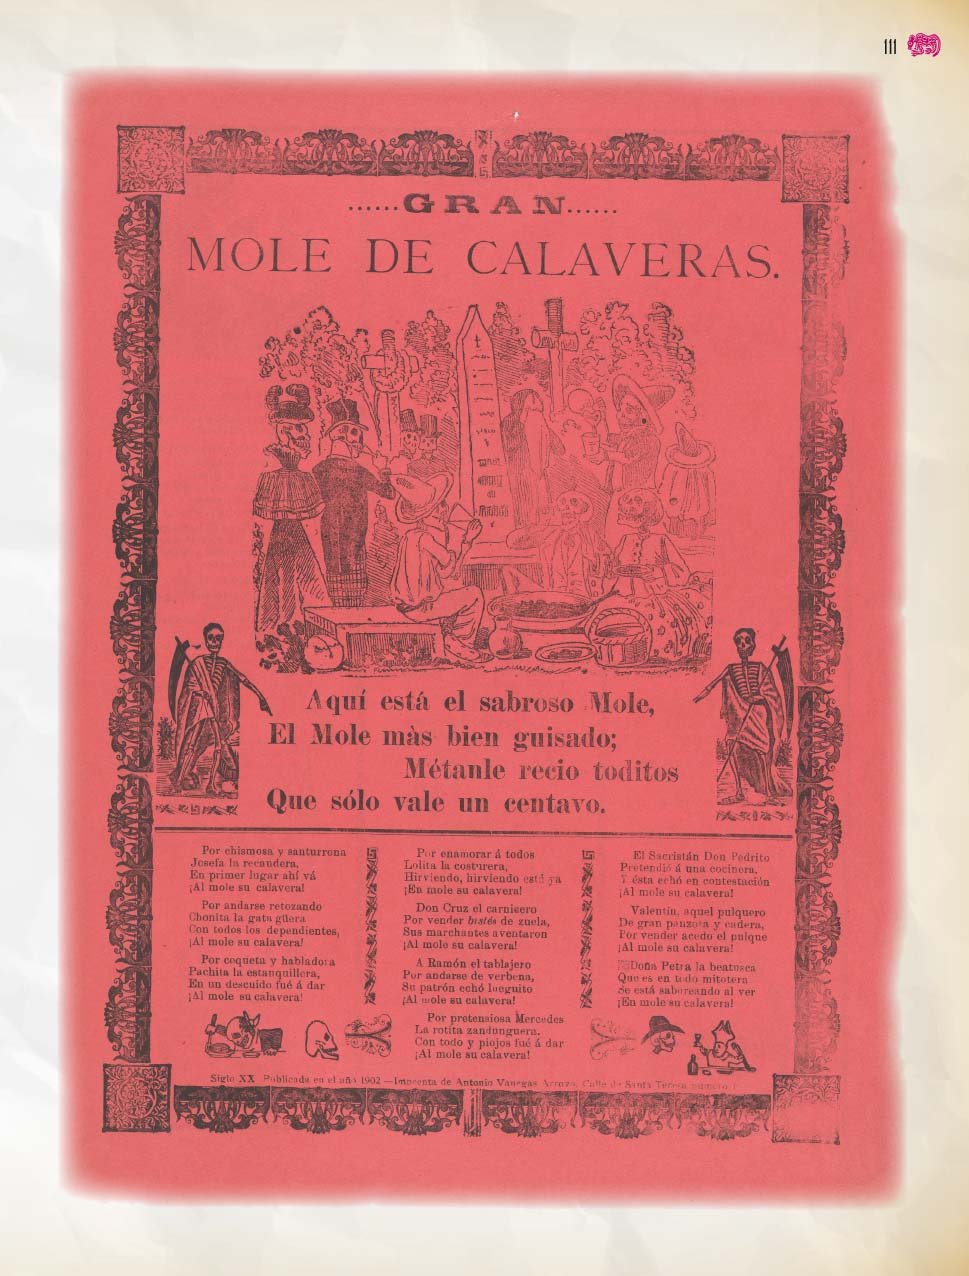 111
......GRAN......
MOLE DE CALAVERAS.
Aquí está el sabroso Mole,
El Mole màs bien guisado;
Métanle recio toditos
Que sólo vale un centavo.
Por chismosa y santurrona
Josefa la recaudera,
En primer lugar ahí vá
¡Al mole su calavera!
Por andarse retozando
Chonita la gata güera
Con todos los dependientes,
¡Al mole su calavera!
Por coqueta y habladora
Pachita la estanquillera,
En un descuido fué á dar
¡Al mole su calavera!
Por enamorar á todos
Lolita la costurera,
Hirviendo, hirviendo está ya
¡En mole su calavera!
Don Cruz el carnicero
Por vender bistés de zuela,
Sus marchantes aventaron
¡Al mole su calavera!
A Ramón el tablajero
Por andarse de verbena,
Su patrón echó lueguito
¡Al mole su calavera!
Por pretensiosa Mercedes
La rotita zandunguera.
Con todo y piojos fué á dar
¡Al mole su calavera!
El Sacristán Don Pedrito
Pretendió á una cocinera,
Y ésta echó en contestación
¡Al mole su calavera!
Valentín, aquel pulquero
De gran panzota y cadera,
Por vender acedo el pulque
¡Al mole su calavera!
Doña Petra la beatusca
Que es en todo mitotera
Se está saboreando al ver
¡En mole su calavera!
Siglo XX Publicada en el año 1902 —Imprenta de Antonio Vanegas Arroyo, Calle de Santa Teresa número 1